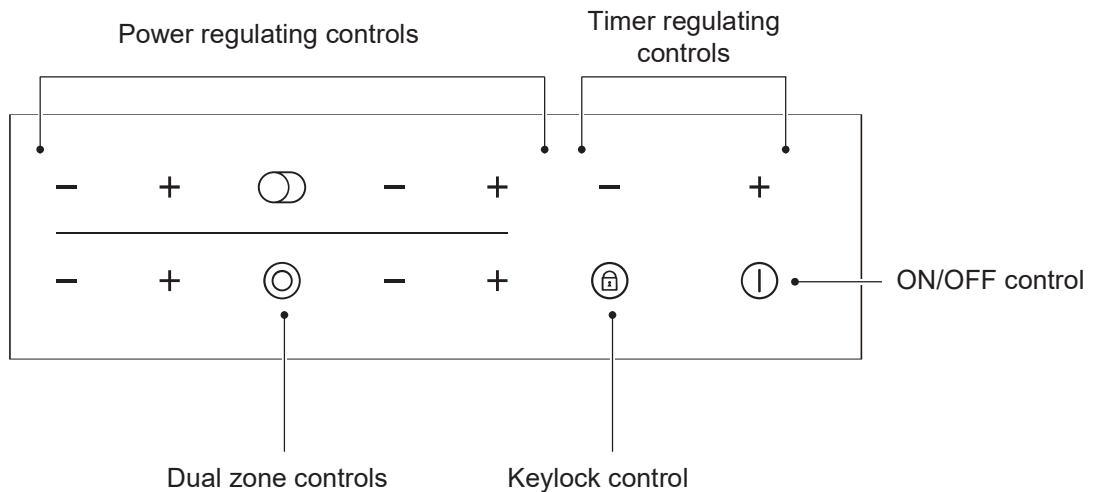 Power regulating controls
Timer regulating
controls
− + − + − +
− + − +
ON/OFF control
Dual zone controls
Keylock control